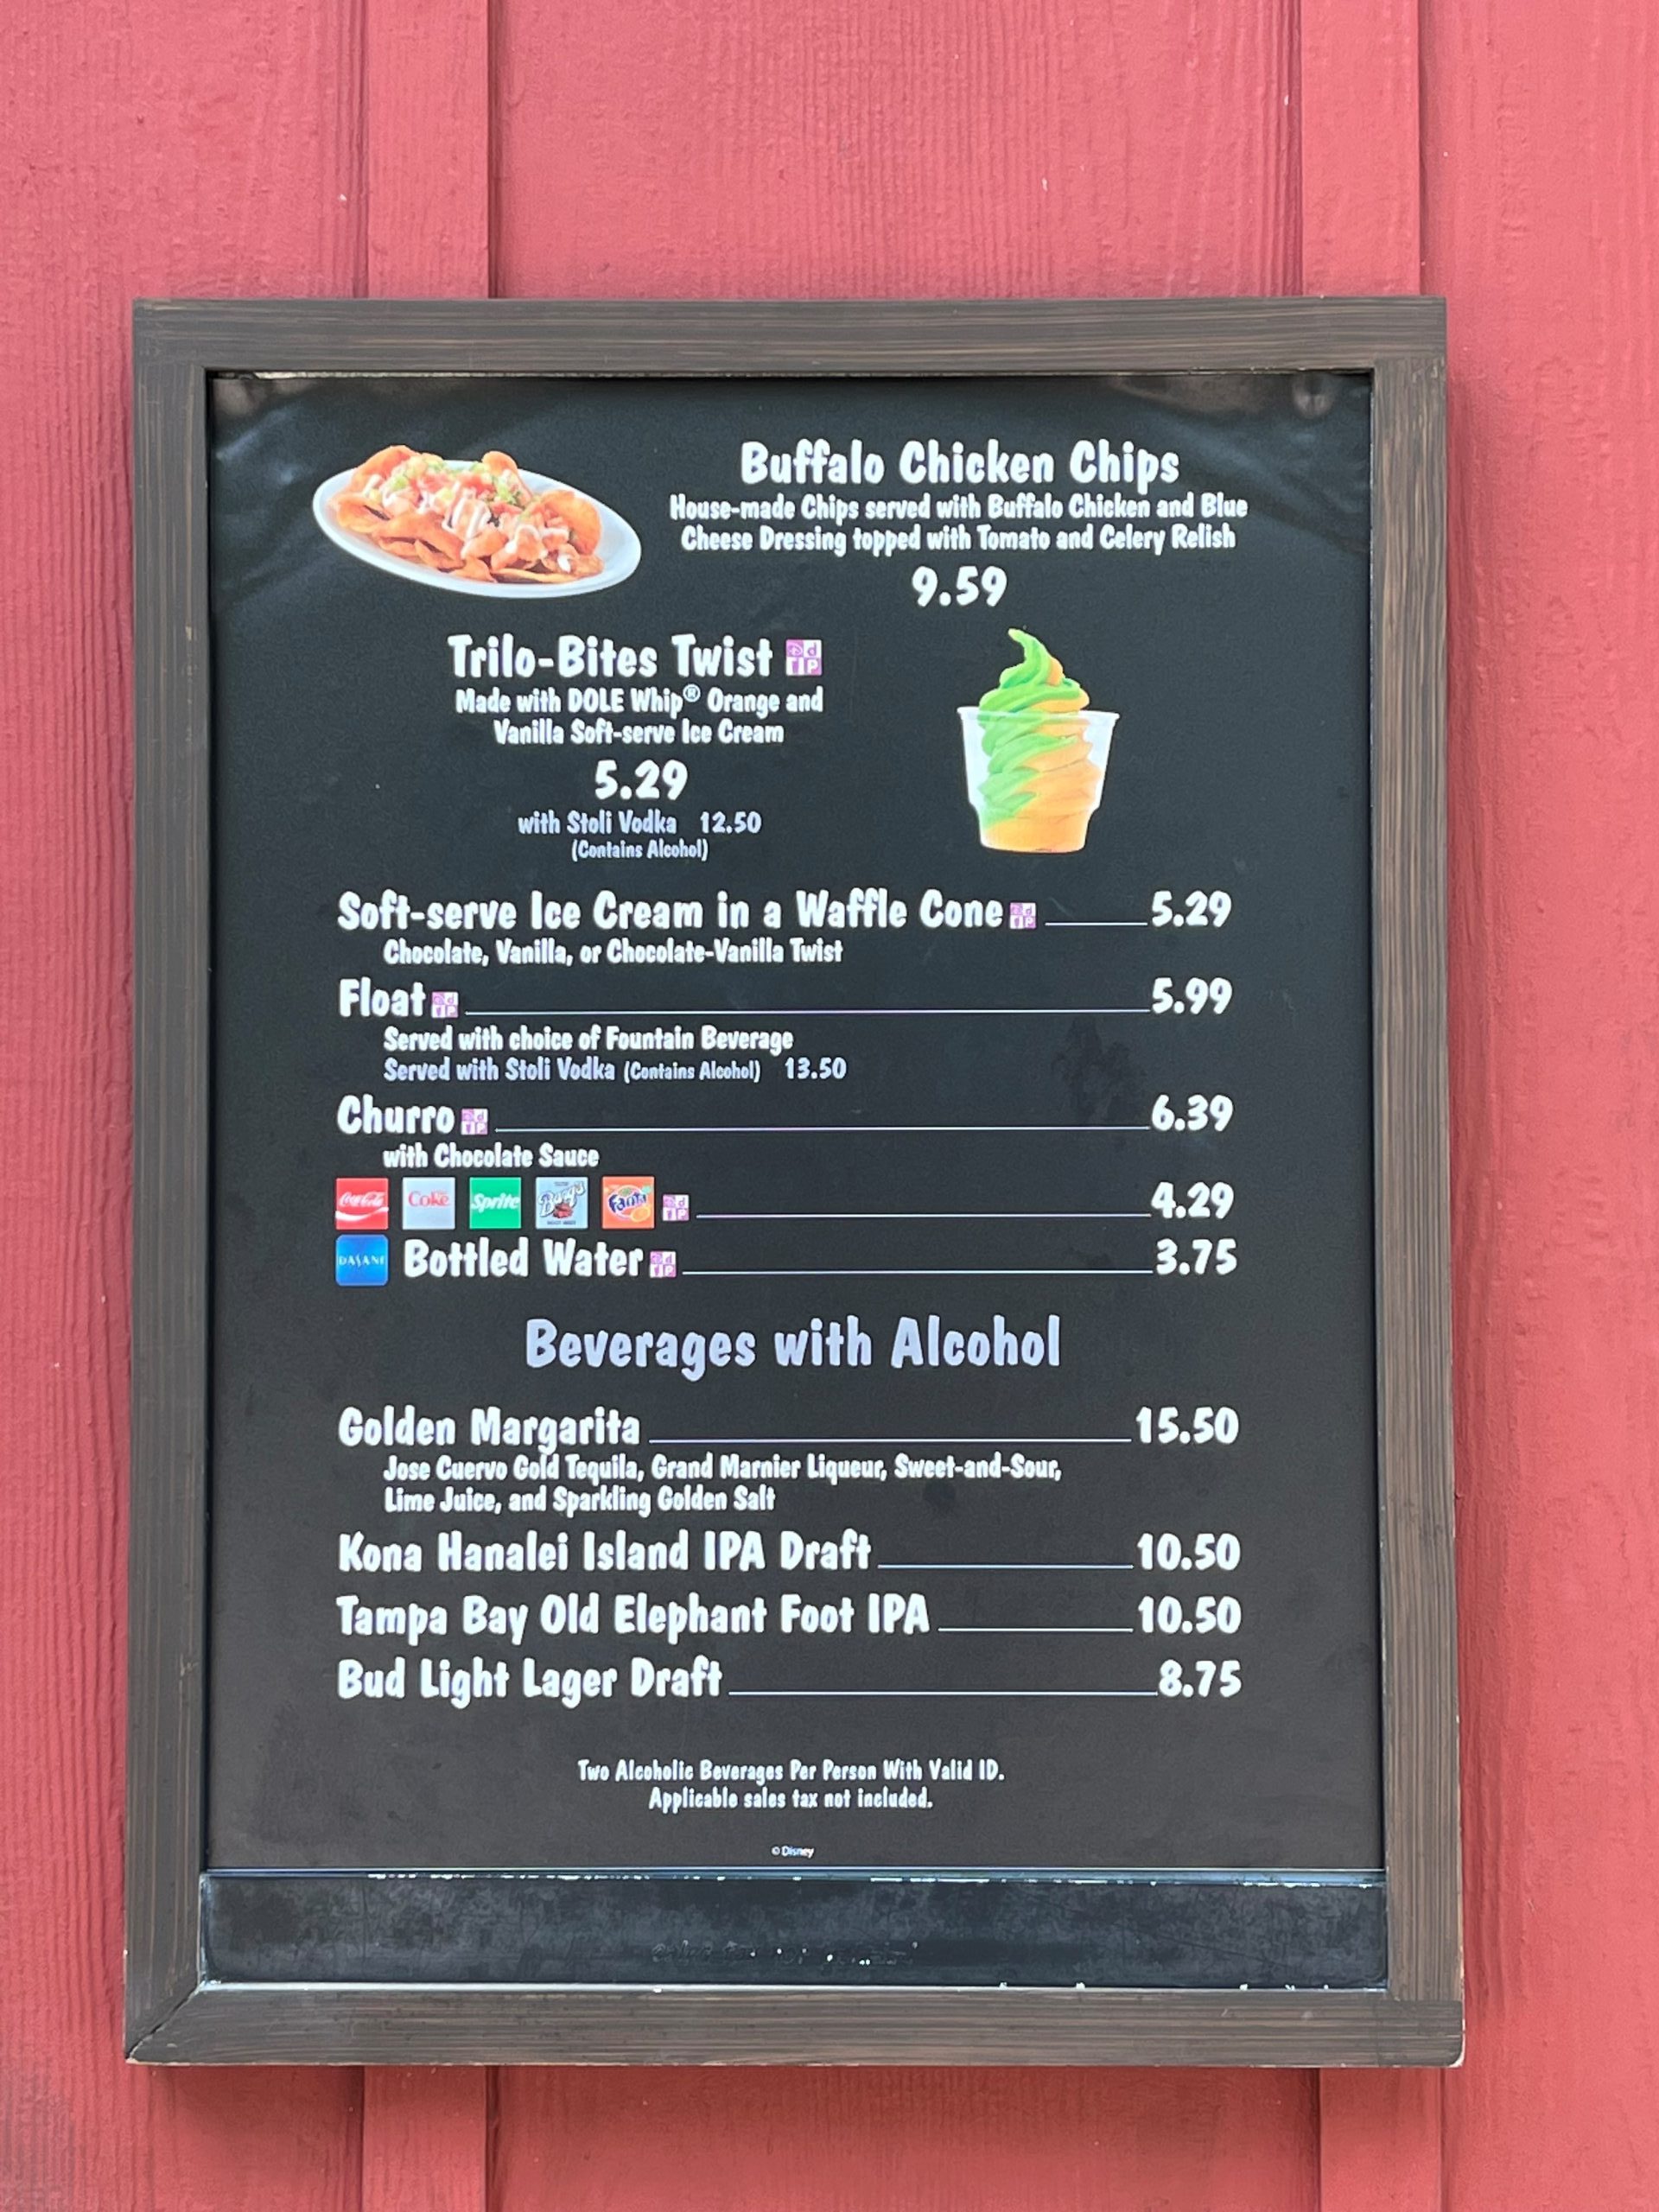 Buffalo Chicken Chips
House-made Chips served with Buffalo Chicken and Blue
Cheese Dressing topped with Tomato and Celery Relish
9.59
Trilo-Bites Twist
Made with DOLE Whip® Orange and
Vanilla Soft-serve Ice Cream
5.29
with Stoli Vodka 12.50
(Contains Alcohol)
Soft-serve Ice Cream in a Waffle Cone 5.29
Chocolate, Vanilla, or Chocolate-Vanilla Twist
Float 5.99
Served with choice of Fountain Beverage
Served with Stoli Vodka (Contains Alcohol) 13.50
Churro 6.39
with Chocolate Sauce
Coca-Cola Coke Sprite Barq's Fanta 4.29
DASANI Bottled Water 3.75
Beverages with Alcohol
Golden Margarita 15.50
Jose Cuervo Gold Tequila, Grand Marnier Liqueur, Sweet-and-Sour,
Lime Juice, and Sparkling Golden Salt
Kona Hanalei Island IPA Draft 10.50
Tampa Bay Old Elephant Foot IPA 10.50
Bud Light Lager Draft 8.75
Two Alcoholic Beverages Per Person With Valid ID.
Applicable sales tax not included.
© Disney